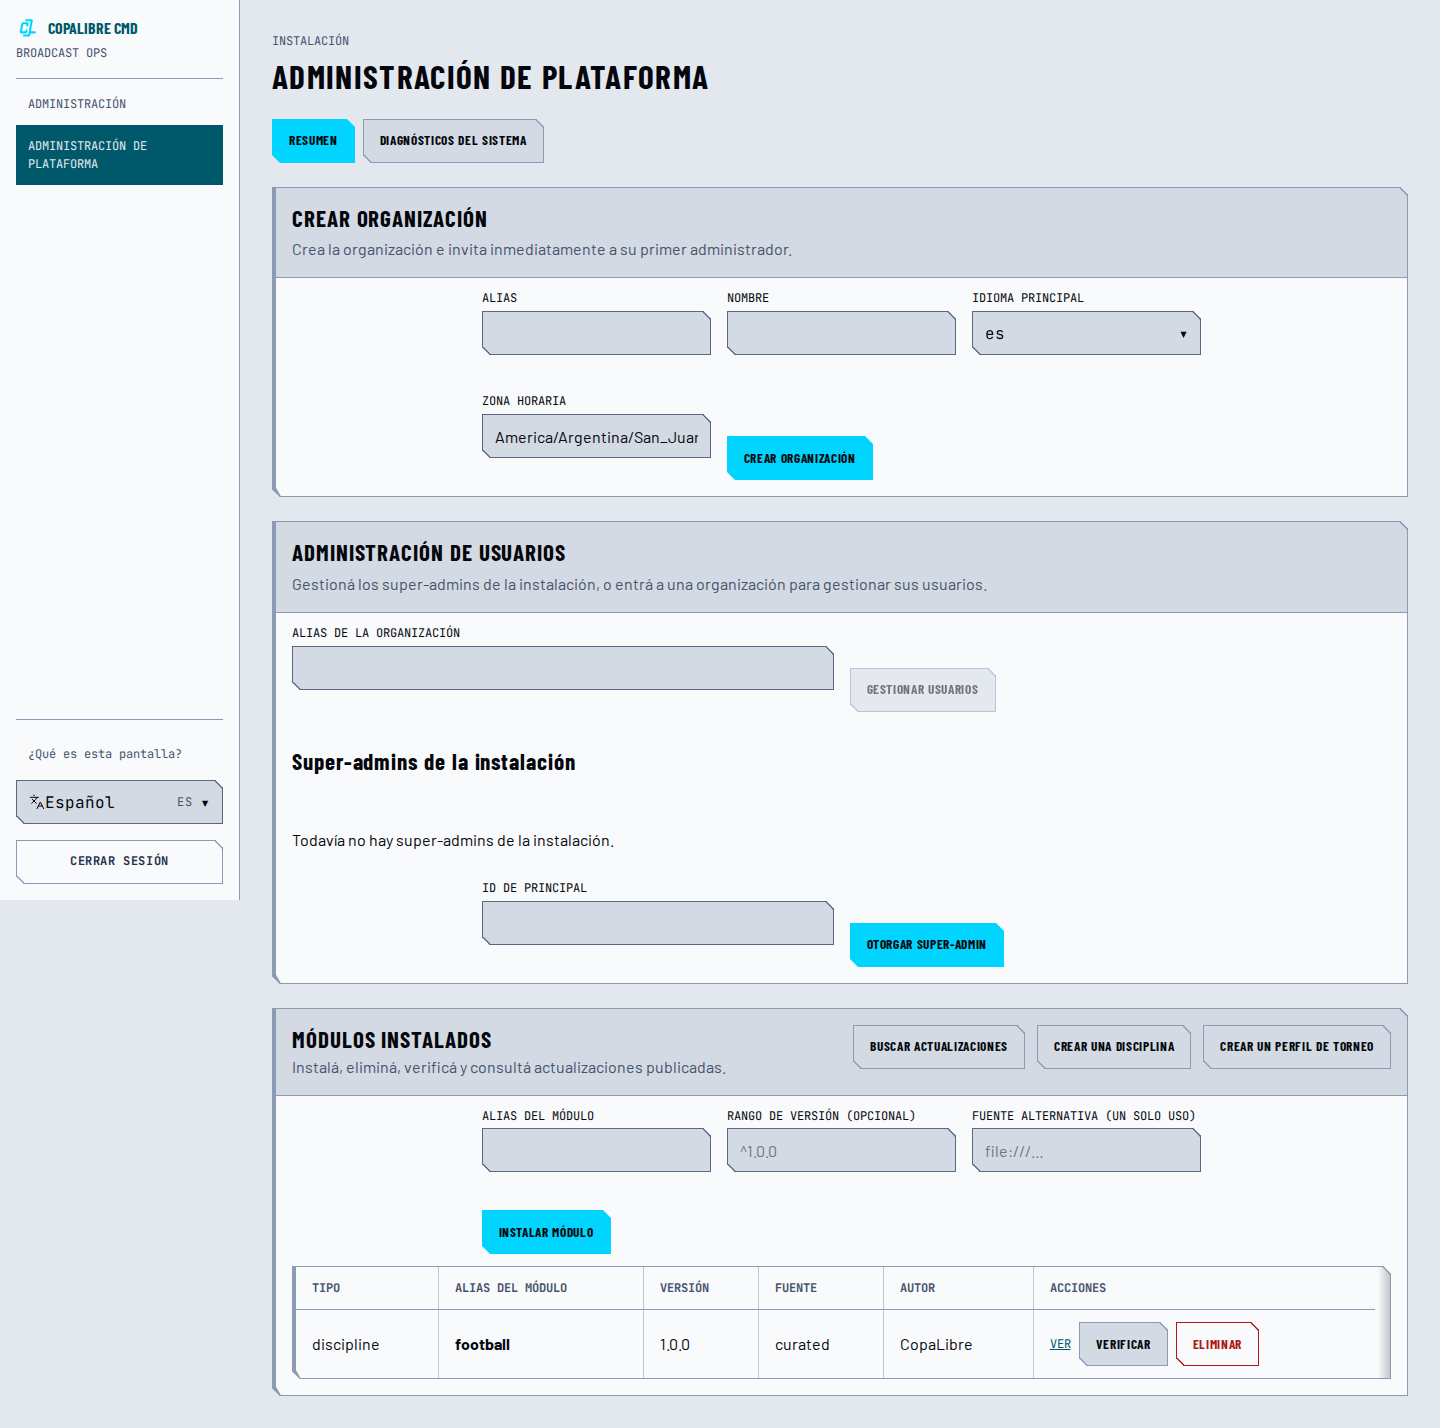 COPALIBRE CMD
BROADCAST OPS
ADMINISTRACIÓN
ADMINISTRACIÓN DE
PLATAFORMA
¿Qué es esta pantalla?
Español ES ▼
CERRAR SESIÓN
INSTALACIÓN
ADMINISTRACIÓN DE PLATAFORMA
RESUMEN DIAGNÓSTICOS DEL SISTEMA
CREAR ORGANIZACIÓN
Crea la organización e invita inmediatamente a su primer administrador.
ALIAS NOMBRE IDIOMA PRINCIPAL
es ▼
ZONA HORARIA
America/Argentina/San_Juan
CREAR ORGANIZACIÓN
ADMINISTRACIÓN DE USUARIOS
Gestioná los super-admins de la instalación, o entrá a una organización para gestionar sus usuarios.
ALIAS DE LA ORGANIZACIÓN
GESTIONAR USUARIOS
Super-admins de la instalación
Todavía no hay super-admins de la instalación.
ID DE PRINCIPAL
OTORGAR SUPER-ADMIN
MÓDULOS INSTALADOS
Instalá, eliminá, verificá y consultá actualizaciones publicadas.
BUSCAR ACTUALIZACIONES CREAR UNA DISCIPLINA CREAR UN PERFIL DE TORNEO
ALIAS DEL MÓDULO RANGO DE VERSIÓN (OPCIONAL) FUENTE ALTERNATIVA (UN SOLO USO)
^1.0.0 file:///...
INSTALAR MÓDULO
TIPO ALIAS DEL MÓDULO VERSIÓN FUENTE AUTOR ACCIONES
discipline football 1.0.0 curated CopaLibre VER VERIFICAR ELIMINAR